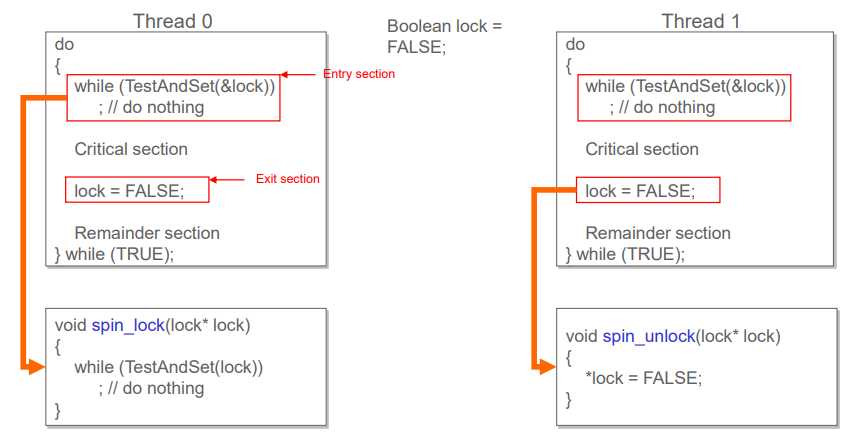 Thread 0
do
{
while (TestAndSet(&lock))
; // do nothing
Critical section
lock = FALSE;
Remainder section
} while (TRUE);
Entry section
Exit section
Boolean lock =
FALSE;
Thread 1
do
{
while (TestAndSet(&lock))
; // do nothing
Critical section
lock = FALSE;
Remainder section
} while (TRUE);
void spin_lock(lock* lock)
{
while (TestAndSet(lock))
; // do nothing
}
void spin_unlock(lock* lock)
{
*lock = FALSE;
}